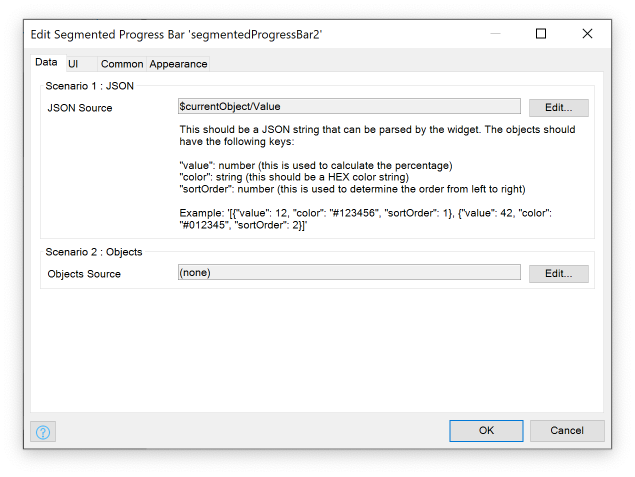 Edit Segmented Progress Bar 'segmentedProgressBar2'
Data UI Common Appearance
Scenario 1 : JSON
JSON Source $currentObject/Value Edit...
This should be a JSON string that can be parsed by the widget. The objects should
have the following keys:
"value": number (this is used to calculate the percentage)
"color": string (this should be a HEX color string)
"sortOrder": number (this is used to determine the order from left to right)
Example: '[{"value": 12, "color": "#123456", "sortOrder": 1}, {"value": 42, "color":
"#012345", "sortOrder": 2}]'
Scenario 2 : Objects
Objects Source (none) Edit...
OK Cancel